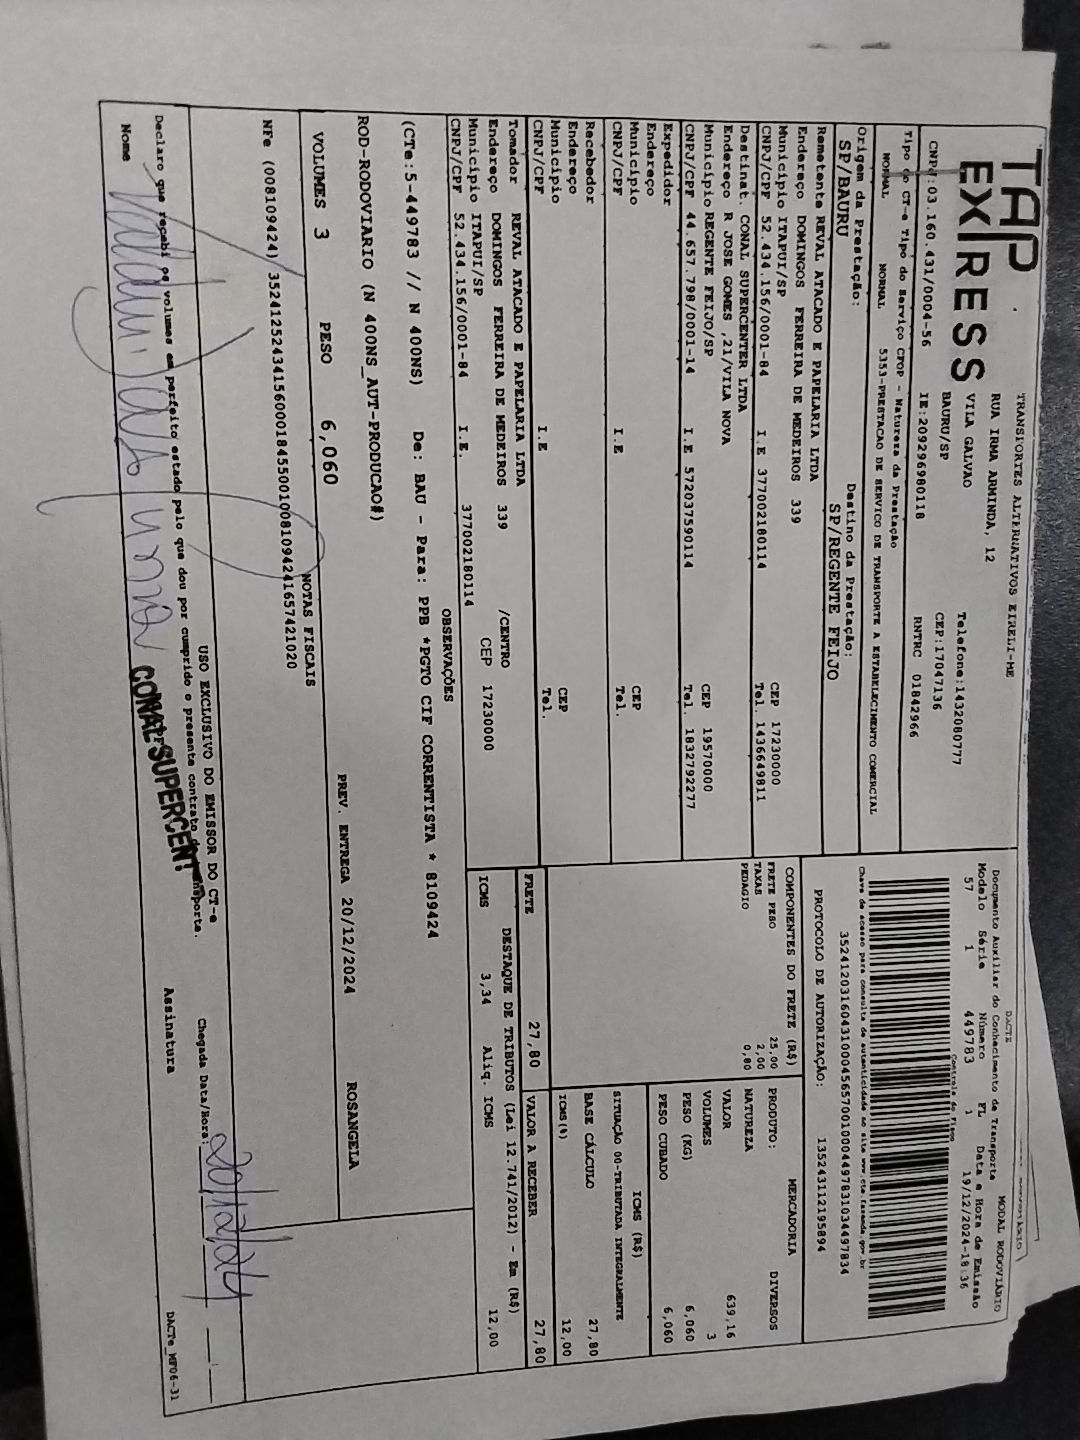 TAP
EXPRESS
TRANSPORTES ALTERNATIVOS EIRELI-ME
RUA IRMA ARMINDA, 12
VILA GALVAO
Telefone:1432080777
BAURU/SP
CEP:17047136
CNPJ:03.160.431/0004-56
IE:209296980118
RNTRC 01842966
Tipo do CT-e Tipo do Serviço CFOP - Natureza da Prestação
NORMAL NORMAL 5353-PRESTACAO DE SERVICO DE TRANSPORTE A ESTABELECIMENTO COMERCIAL
Origem da Prestação: Destino da Prestação:
SP/BAURU SP/REGENTE FEIJO
Remetente REVAL ATACADO E PAPELARIA LTDA
Endereço DOMINGOS FERREIRA DE MEDEIROS 339
Município ITAPUI/SP CEP 17230000
CNPJ/CPF 52.434.156/0001-84 I.E 377002180114 Tel. 1436649811
Destinat. CONAL SUPERCENTER LTDA
Endereço R JOSE GOMES ,21/VILA NOVA
Município REGENTE FEIJO/SP CEP 19570000
CNPJ/CPF 44.657.798/0001-14 I.E 572037590114 Tel. 1832792277
Expedidor
Endereço
Município CEP
CNPJ/CPF I.E Tel.
Recebedor
Endereço
Município CEP
CNPJ/CPF I.E Tel.
Tomador REVAL ATACADO E PAPELARIA LTDA
Endereço DOMINGOS FERREIRA DE MEDEIROS 339 /CENTRO
Município ITAPUI/SP CEP 17230000
CNPJ/CPF 52.434.156/0001-84 I.E. 377002180114
DACTE MODAL RODOVIÁRIO
Documento Auxiliar do Conhecimento de Transporte
Modelo Série Número FL Data e Hora de Emissão
57 1 449783 1 19/12/2024-18:36
Controle do Fisco
Chave de acesso para consulta de autenticidade no site www.cte.fazenda.gov.br
35241203160431000456570010004497831034497834
PROTOCOLO DE AUTORIZAÇÃO: 135243112195894
COMPONENTES DO FRETE (R$)
FRETE PESO 25,00
TAXAS 2,00
PEDAGIO 0,80
MERCADORIA
PRODUTO: DIVERSOS
NATUREZA
VALOR 639,16
VOLUMES 3
PESO (KG) 6,060
PESO CUBADO 6,060
ICMS (R$)
SITUAÇÃO 00-TRIBUTADA INTEGRALMENTE
BASE CÁLCULO 27,80
ICMS(%) 12,00
FRETE 27,80 VALOR A RECEBER 27,80
DESTAQUE DE TRIBUTOS (Lei 12.741/2012) - Em (R$)
ICMS 3,34 Aliq. ICMS 12,00
OBSERVAÇÕES
(CTe:5-449783 // N 400NS) De: BAU - Para: PPB *PGTO CIF CORRENTISTA * 8109424
ROD-RODOVIARIO (N 400NS_AUT-PRODUCAO#)
VOLUMES 3 PESO 6,060 PREV. ENTREGA 20/12/2024 ROSANGELA
NOTAS FISCAIS
NFe (008109424) 35241252434156000184550010081094241657421020
USO EXCLUSIVO DO EMISSOR DO CT-e
Declaro que recebi os volumes em perfeito estado pelo que dou por cumprido o presente contrato de transporte.
Chegada Data/Hora: 20/12/24
Nome Assinatura
CONAL SUPERCENT
DACTe_MF06-31